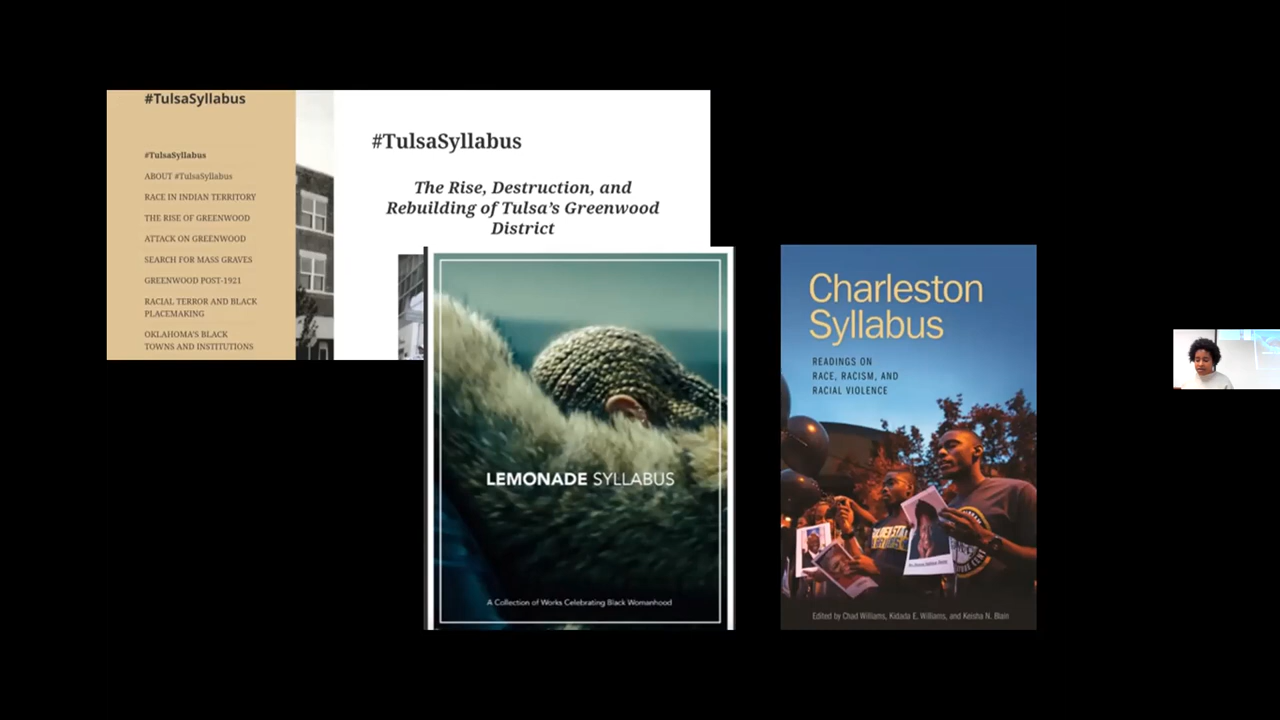 #TulsaSyllabus
#TulsaSyllabus
ABOUT #TulsaSyllabus
RACE IN INDIAN TERRITORY
THE RISE OF GREENWOOD
ATTACK ON GREENWOOD
SEARCH FOR MASS GRAVES
GREENWOOD POST-1921
RACIAL TERROR AND BLACK
PLACEMAKING
OKLAHOMA'S BLACK
TOWNS AND INSTITUTIONS
#TulsaSyllabus
The Rise, Destruction, and
Rebuilding of Tulsa's Greenwood
District
LEMONADE SYLLABUS
A Collection of Works Celebrating Black Womanhood
Charleston
Syllabus
READINGS ON
RACE, RACISM, AND
RACIAL VIOLENCE
Edited by Chad Williams, Kidada E. Williams, and Keisha N. Blain